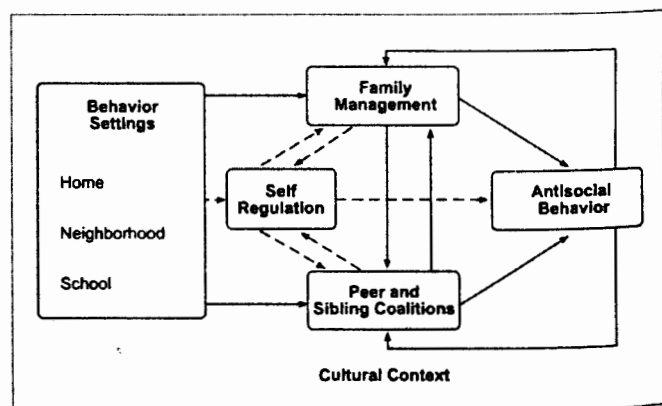 Behavior
Settings
Home
Neighborhood
School
Family
Management
Self
Regulation
Antisocial
Behavior
Peer and
Sibling Coalitions
Cultural Context